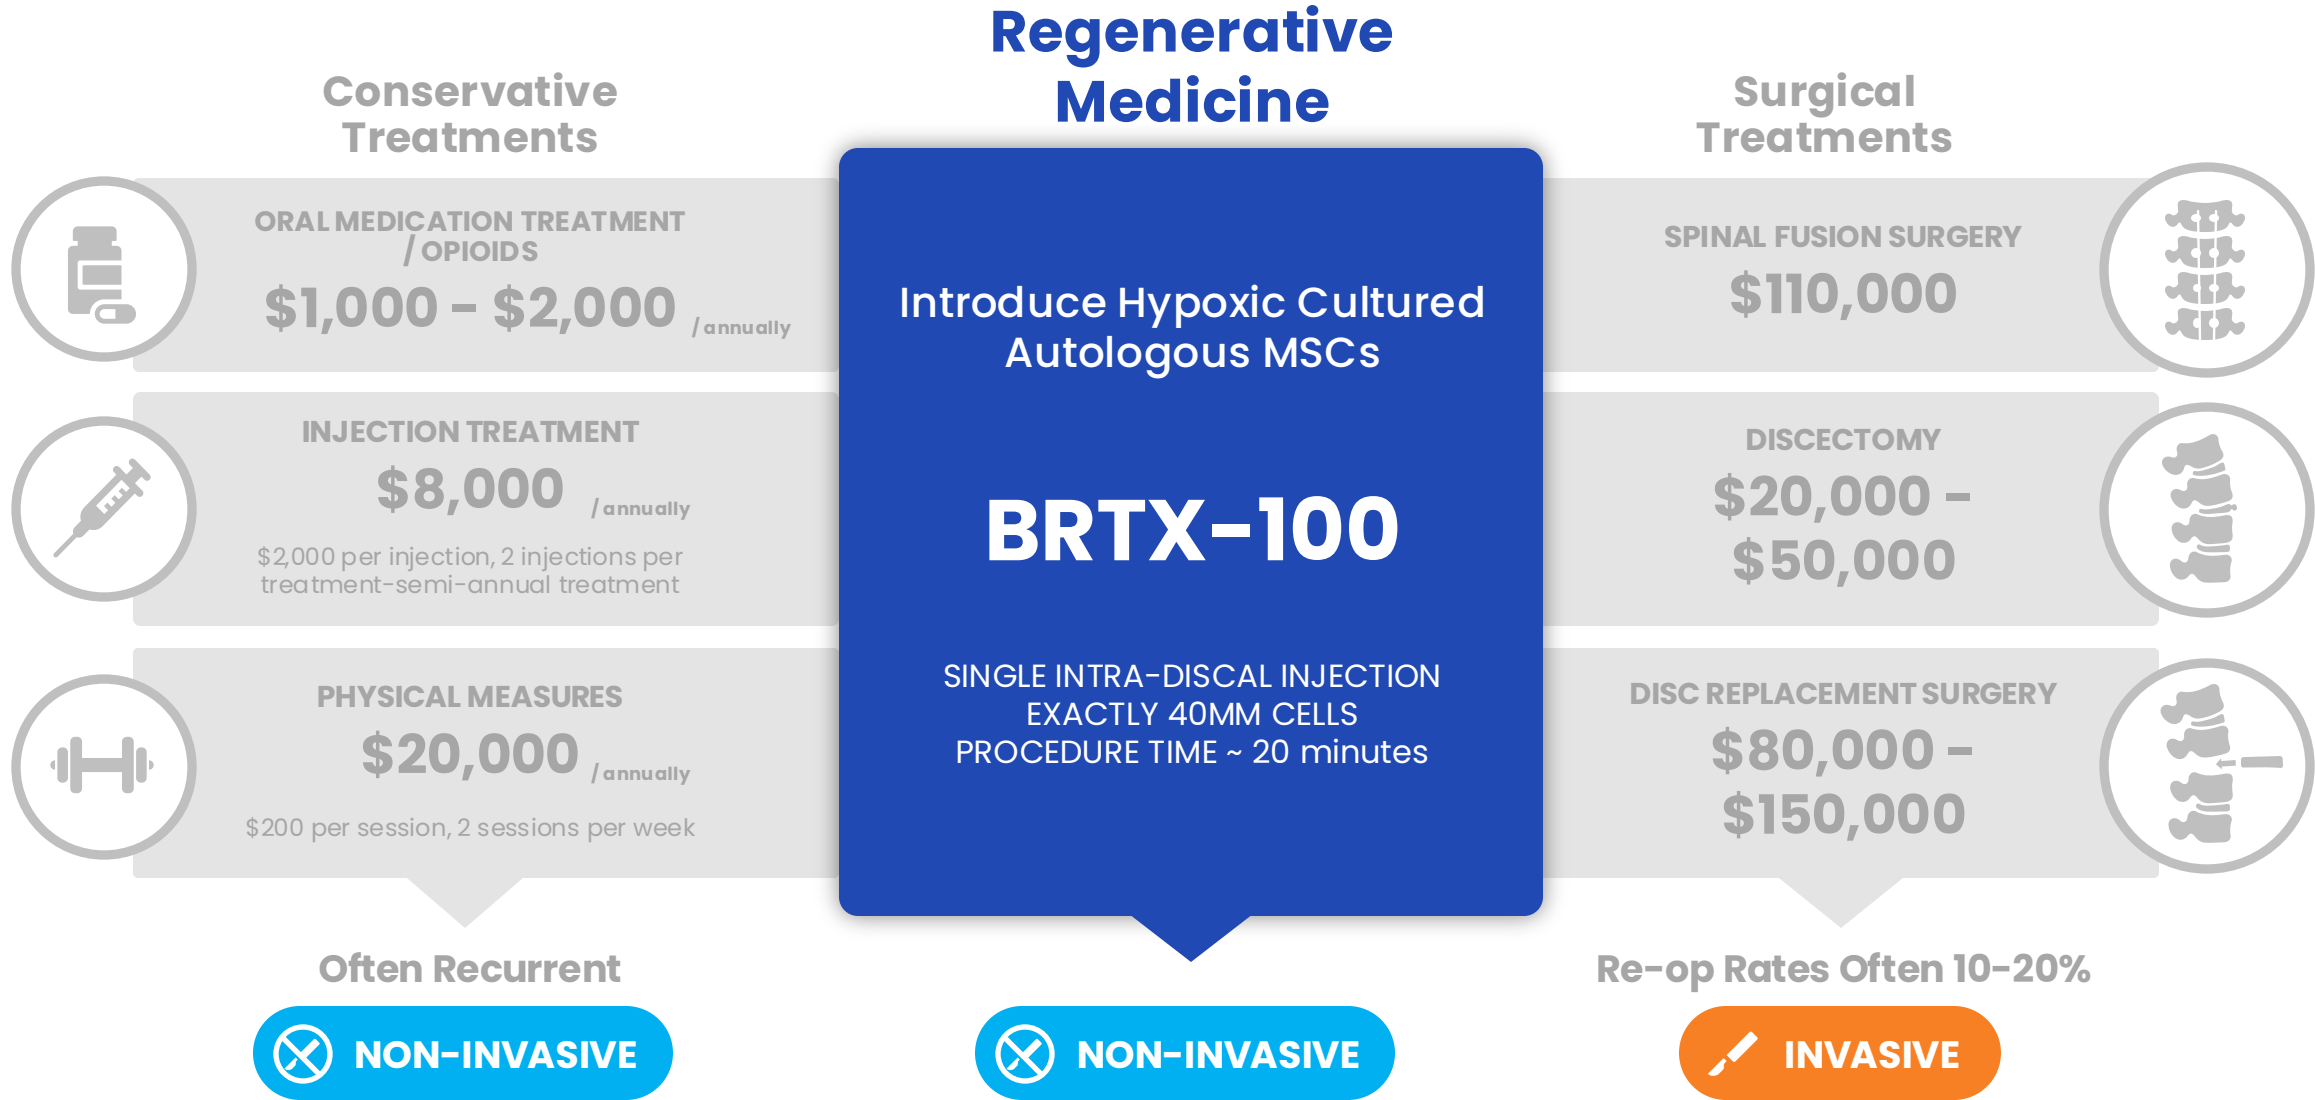 Conservative
Treatments
ORAL MEDICATION TREATMENT
/ OPIOIDS
$1,000 – $2,000 / annually
INJECTION TREATMENT
$8,000 / annually
$2,000 per injection, 2 injections per
treatment-semi-annual treatment
PHYSICAL MEASURES
$20,000 / annually
$200 per session, 2 sessions per week
Often Recurrent
NON-INVASIVE
Regenerative
Medicine
Introduce Hypoxic Cultured
Autologous MSCs
BRTX-100
SINGLE INTRA-DISCAL INJECTION
EXACTLY 40MM CELLS
PROCEDURE TIME ~ 20 minutes
NON-INVASIVE
Surgical
Treatments
SPINAL FUSION SURGERY
$110,000
DISCECTOMY
$20,000 –
$50,000
DISC REPLACEMENT SURGERY
$80,000 –
$150,000
Re-op Rates Often 10-20%
INVASIVE